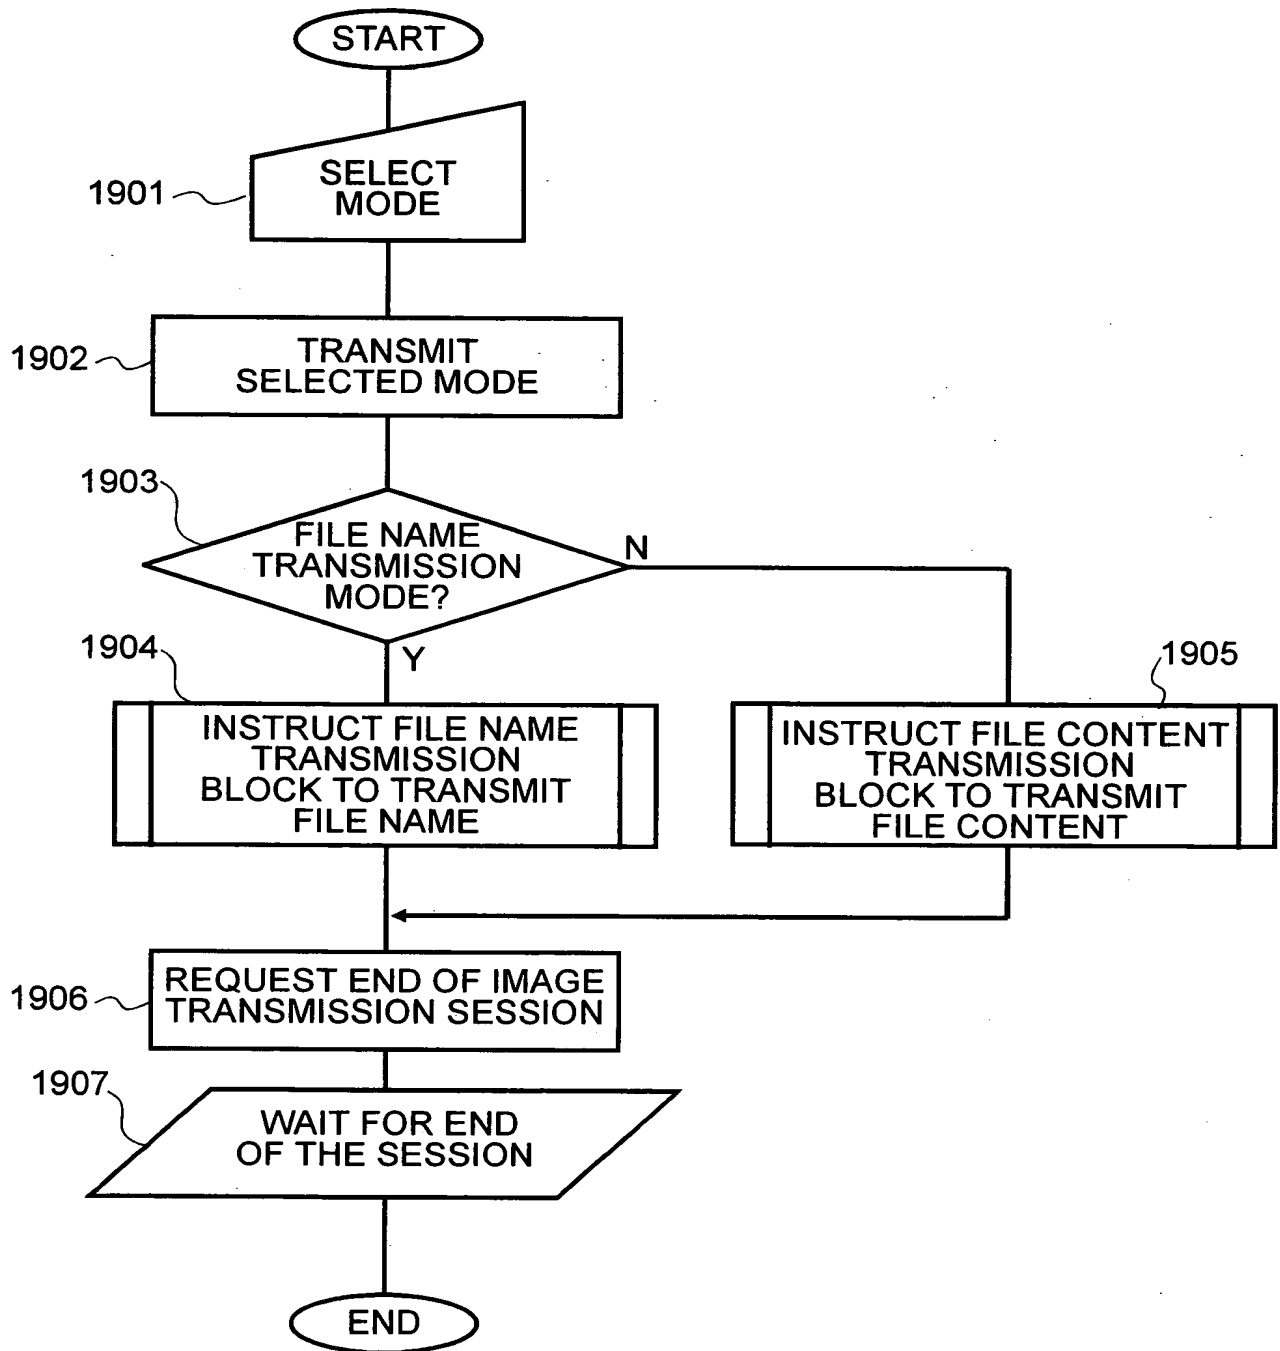 START
1901
SELECT
MODE
1902
TRANSMIT
SELECTED MODE
1903
FILE NAME
TRANSMISSION
MODE?
N
Y
1904
INSTRUCT FILE NAME
TRANSMISSION
BLOCK TO TRANSMIT
FILE NAME
1905
INSTRUCT FILE CONTENT
TRANSMISSION
BLOCK TO TRANSMIT
FILE CONTENT
1906
REQUEST END OF IMAGE
TRANSMISSION SESSION
1907
WAIT FOR END
OF THE SESSION
END